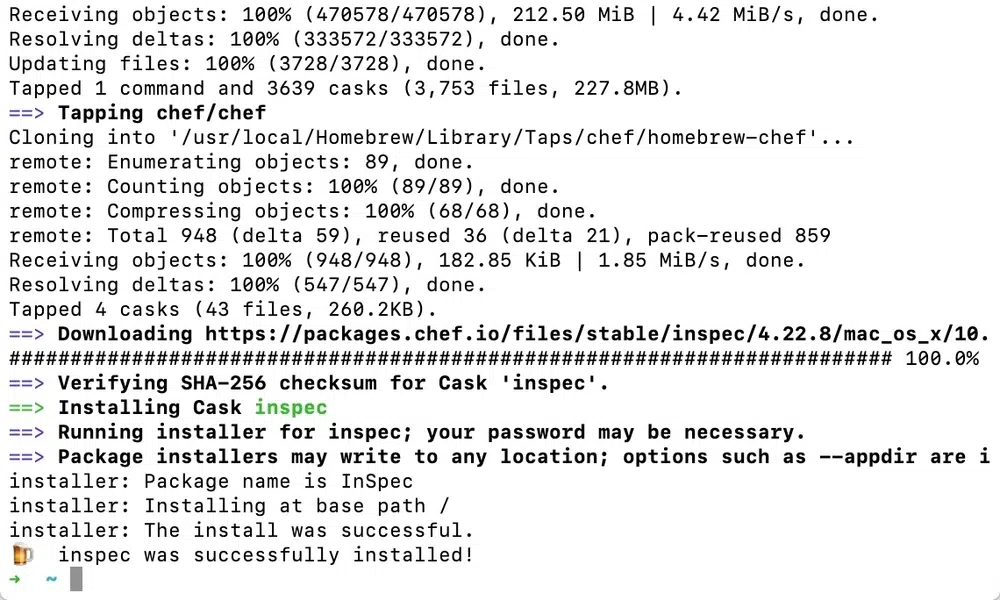 Receiving objects: 100% (470578/470578), 212.50 MiB | 4.42 MiB/s, done.
Resolving deltas: 100% (333572/333572), done.
Updating files: 100% (3728/3728), done.
Tapped 1 command and 3639 casks (3,753 files, 227.8MB).
==> Tapping chef/chef
Cloning into '/usr/local/Homebrew/Library/Taps/chef/homebrew-chef'...
remote: Enumerating objects: 89, done.
remote: Counting objects: 100% (89/89), done.
remote: Compressing objects: 100% (68/68), done.
remote: Total 948 (delta 59), reused 36 (delta 21), pack-reused 859
Receiving objects: 100% (948/948), 182.85 KiB | 1.85 MiB/s, done.
Resolving deltas: 100% (547/547), done.
Tapped 4 casks (43 files, 260.2KB).
==> Downloading https://packages.chef.io/files/stable/inspec/4.22.8/mac_os_x/10.
######################################################################## 100.0%
==> Verifying SHA-256 checksum for Cask 'inspec'.
==> Installing Cask inspec
==> Running installer for inspec; your password may be necessary.
==> Package installers may write to any location; options such as --appdir are i
installer: Package name is InSpec
installer: Installing at base path /
installer: The install was successful.
🍺 inspec was successfully installed!
➜ ~